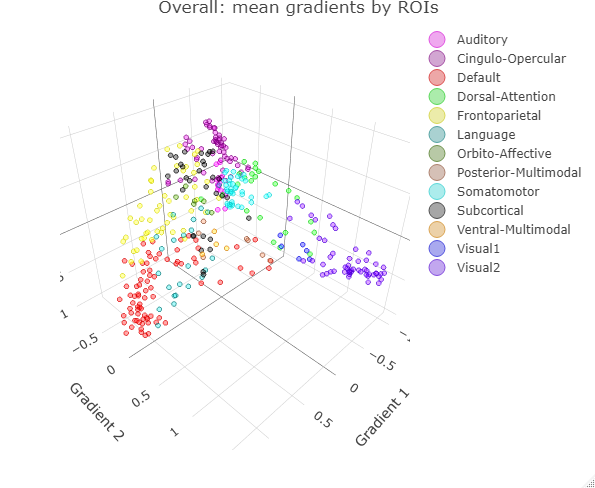 Overall: mean gradients by ROIs
Auditory
Cingulo-Opercular
Default
Dorsal-Attention
Frontoparietal
Language
Orbito-Affective
Posterior-Multimodal
Somatomotor
Subcortical
Ventral-Multimodal
Visual1
Visual2
1
−0.5
0
0.5
1
Gradient 2
−0.5
0
0.5
Gradient 1